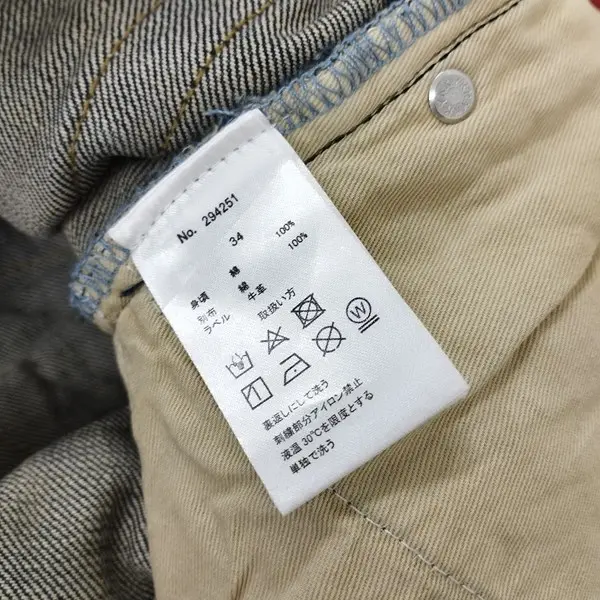 No. 294251
34
身頃 綿 100%
別布 綿 100%
ラベル 牛革
取扱い方
W
裏返しにして洗う
刺繍部分アイロン禁止
液温 30℃を限度とする
単独で洗う